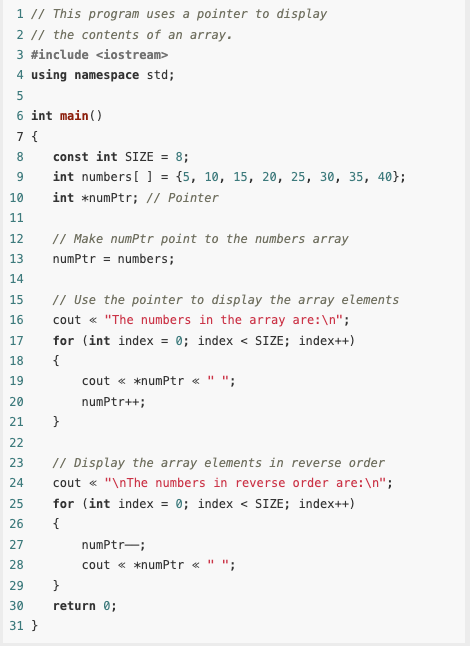 1 // This program uses a pointer to display
2 // the contents of an array.
3 #include <iostream>
4 using namespace std;
5
6 int main()
7 {
8 const int SIZE = 8;
9 int numbers[ ] = {5, 10, 15, 20, 25, 30, 35, 40};
10 int *numPtr; // Pointer
11
12 // Make numPtr point to the numbers array
13 numPtr = numbers;
14
15 // Use the pointer to display the array elements
16 cout « "The numbers in the array are:\n";
17 for (int index = 0; index < SIZE; index++)
18 {
19 cout « *numPtr « " ";
20 numPtr++;
21 }
22
23 // Display the array elements in reverse order
24 cout « "\nThe numbers in reverse order are:\n";
25 for (int index = 0; index < SIZE; index++)
26 {
27 numPtr——;
28 cout « *numPtr « " ";
29 }
30 return 0;
31 }